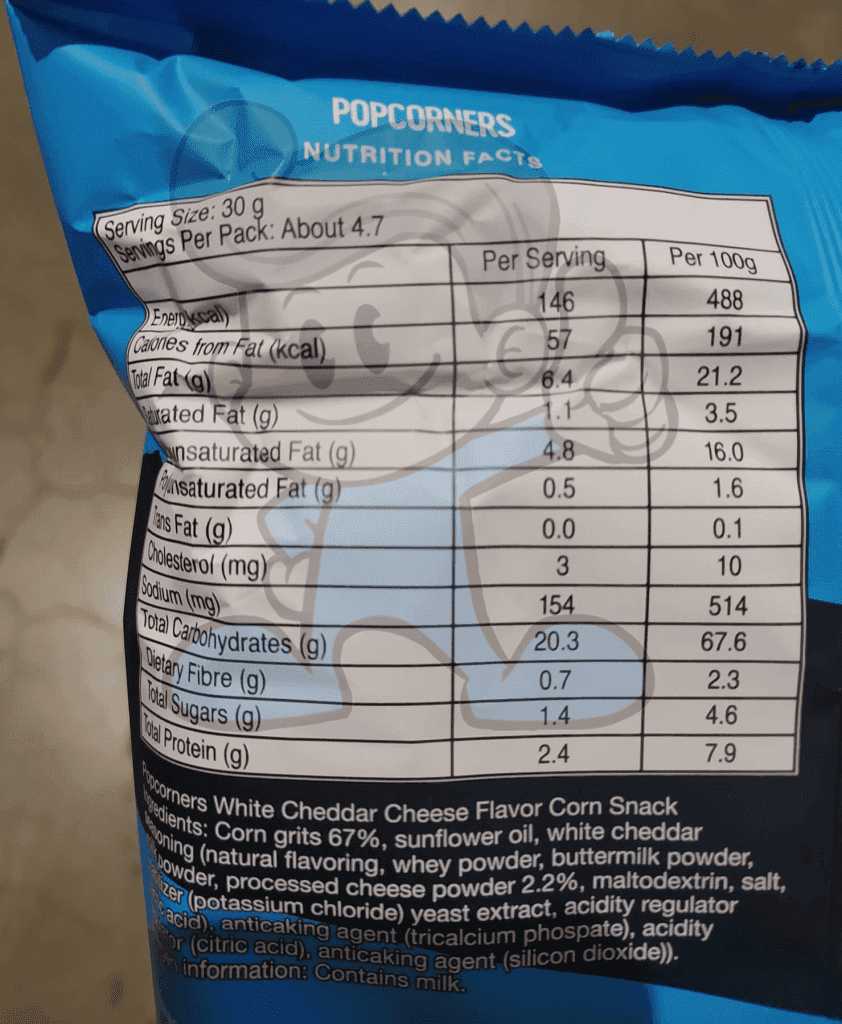 POPCORNERS
NUTRITION FACTS
Serving Size: 30 g
Servings Per Pack: About 4.7
Per Serving Per 100g
(kcal) 146 488
Calories from Fat (kcal) 57 191
Total Fat (g) 6.4 21.2
Fat (g) 1.1 3.5
Fat (g) 4.8 16.0
Fat (g) 0.5 1.6
Fat (g) 0.0 0.1
Cholesterol (mg) 3 10
Sodium (mg) 154 514
Total Carbohydrates (g) 20.3 67.6
Dietary Fibre (g) 0.7 2.3
Total Sugars (g) 1.4 4.6
Total Protein (g) 2.4 7.9
Popcorners White Cheddar Cheese Flavor Corn Snack
Corn grits 67%, sunflower oil, white cheddar
(natural flavoring, whey powder, buttermilk powder,
processed cheese powder 2.2%, maltodextrin, salt,
(potassium chloride) yeast extract, acidity regulator
acid), anticaking agent (tricalcium phospate), acidity
(citric acid), anticaking agent (silicon dioxide)).
information: Contains milk.